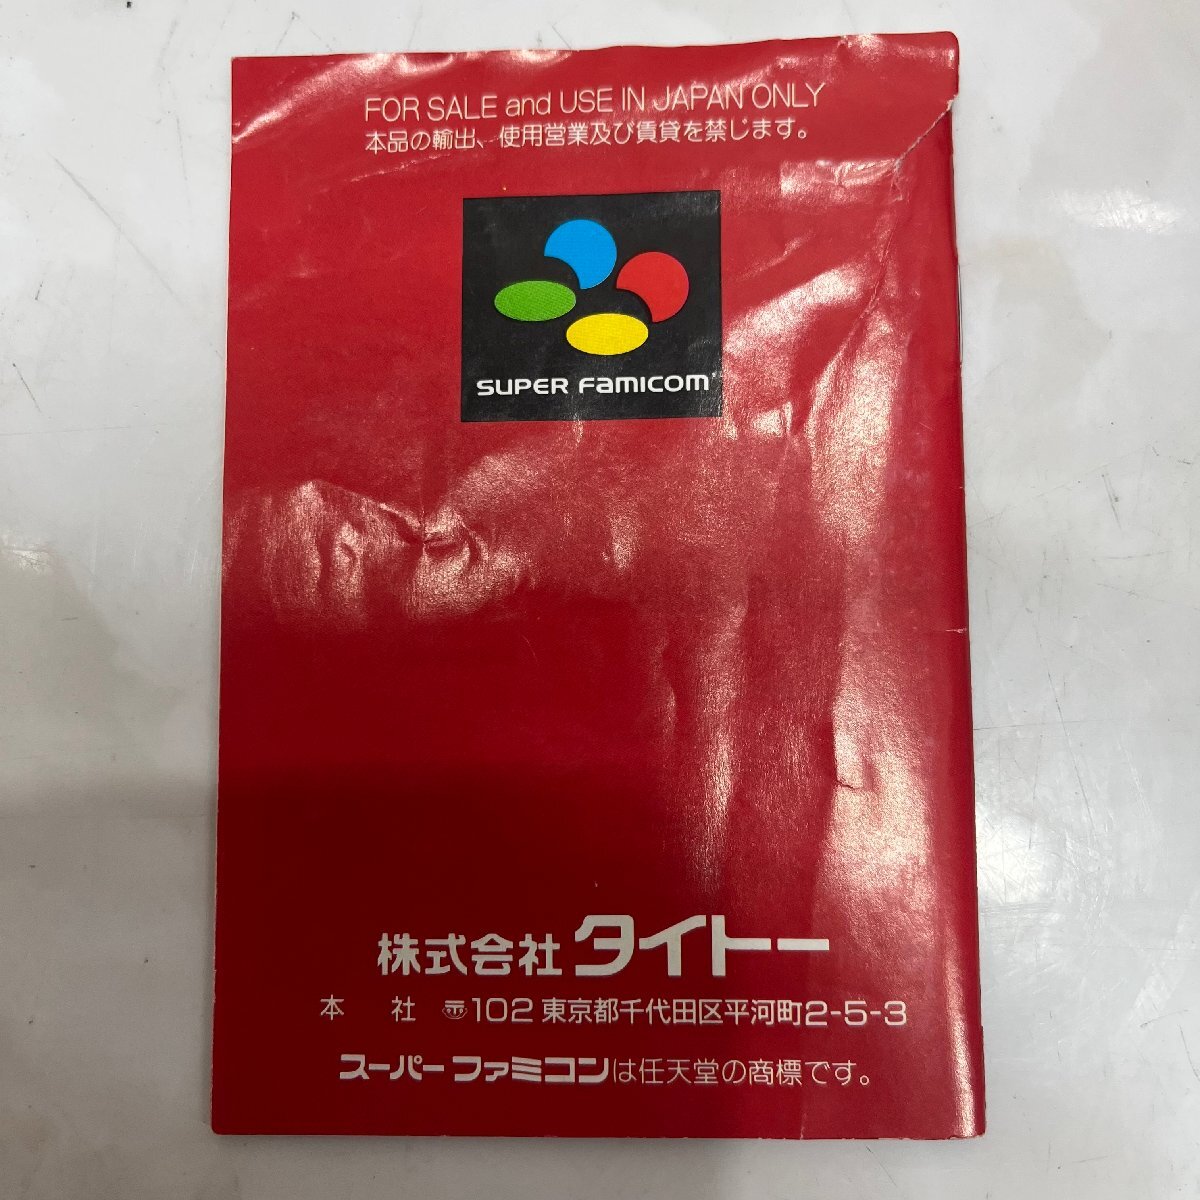 FOR SALE and USE IN JAPAN ONLY
本品の輸出、使用営業及び賃貸を禁じます。
SUPER FAMICOM
株式会社 タイトー
本 社 〠102 東京都千代田区平河町2-5-3
スーパーファミコンは任天堂の商標です。